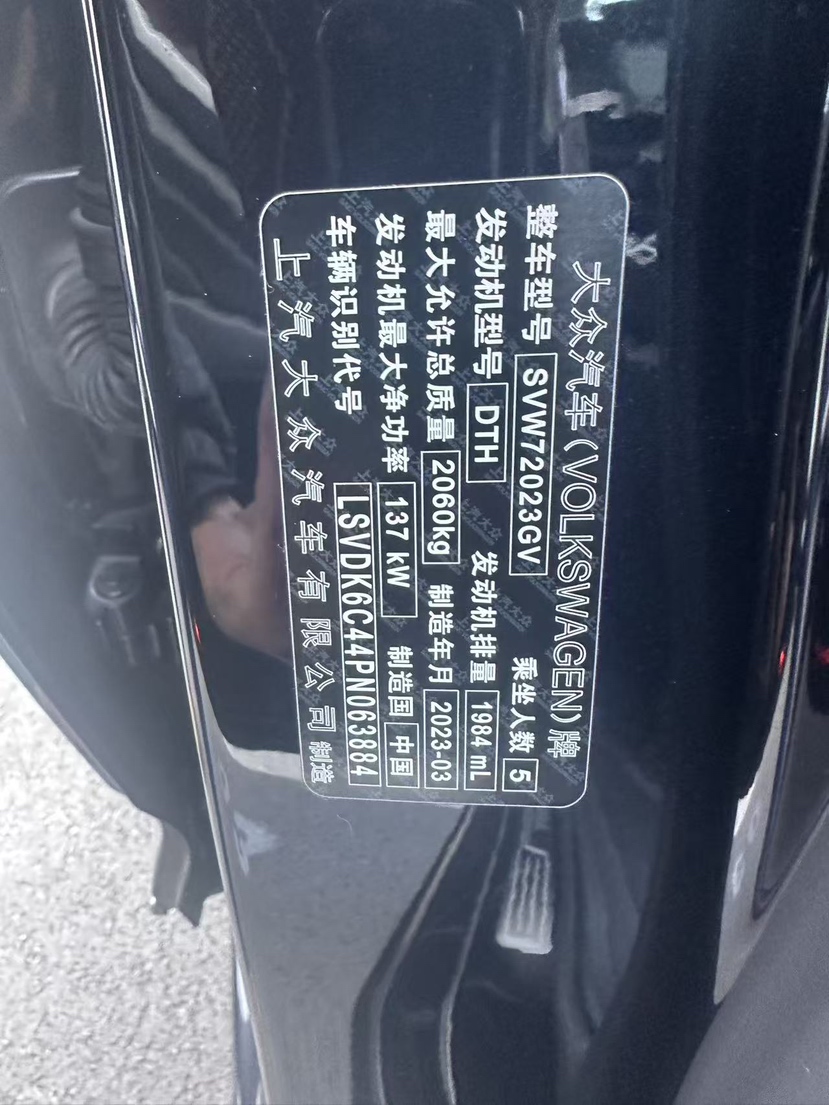 大众汽车(VOLKSWAGEN)牌
整车型号 SVW72023GV 乘坐人数 5
发动机型号 DTH 发动机排量 1984 mL
最大允许总质量 2060kg 制造年月 2023-03
发动机最大净功率 137 kW 制造国 中国
车辆识别代号 LSVDK6C44PN063884
上汽大众汽车有限公司制造